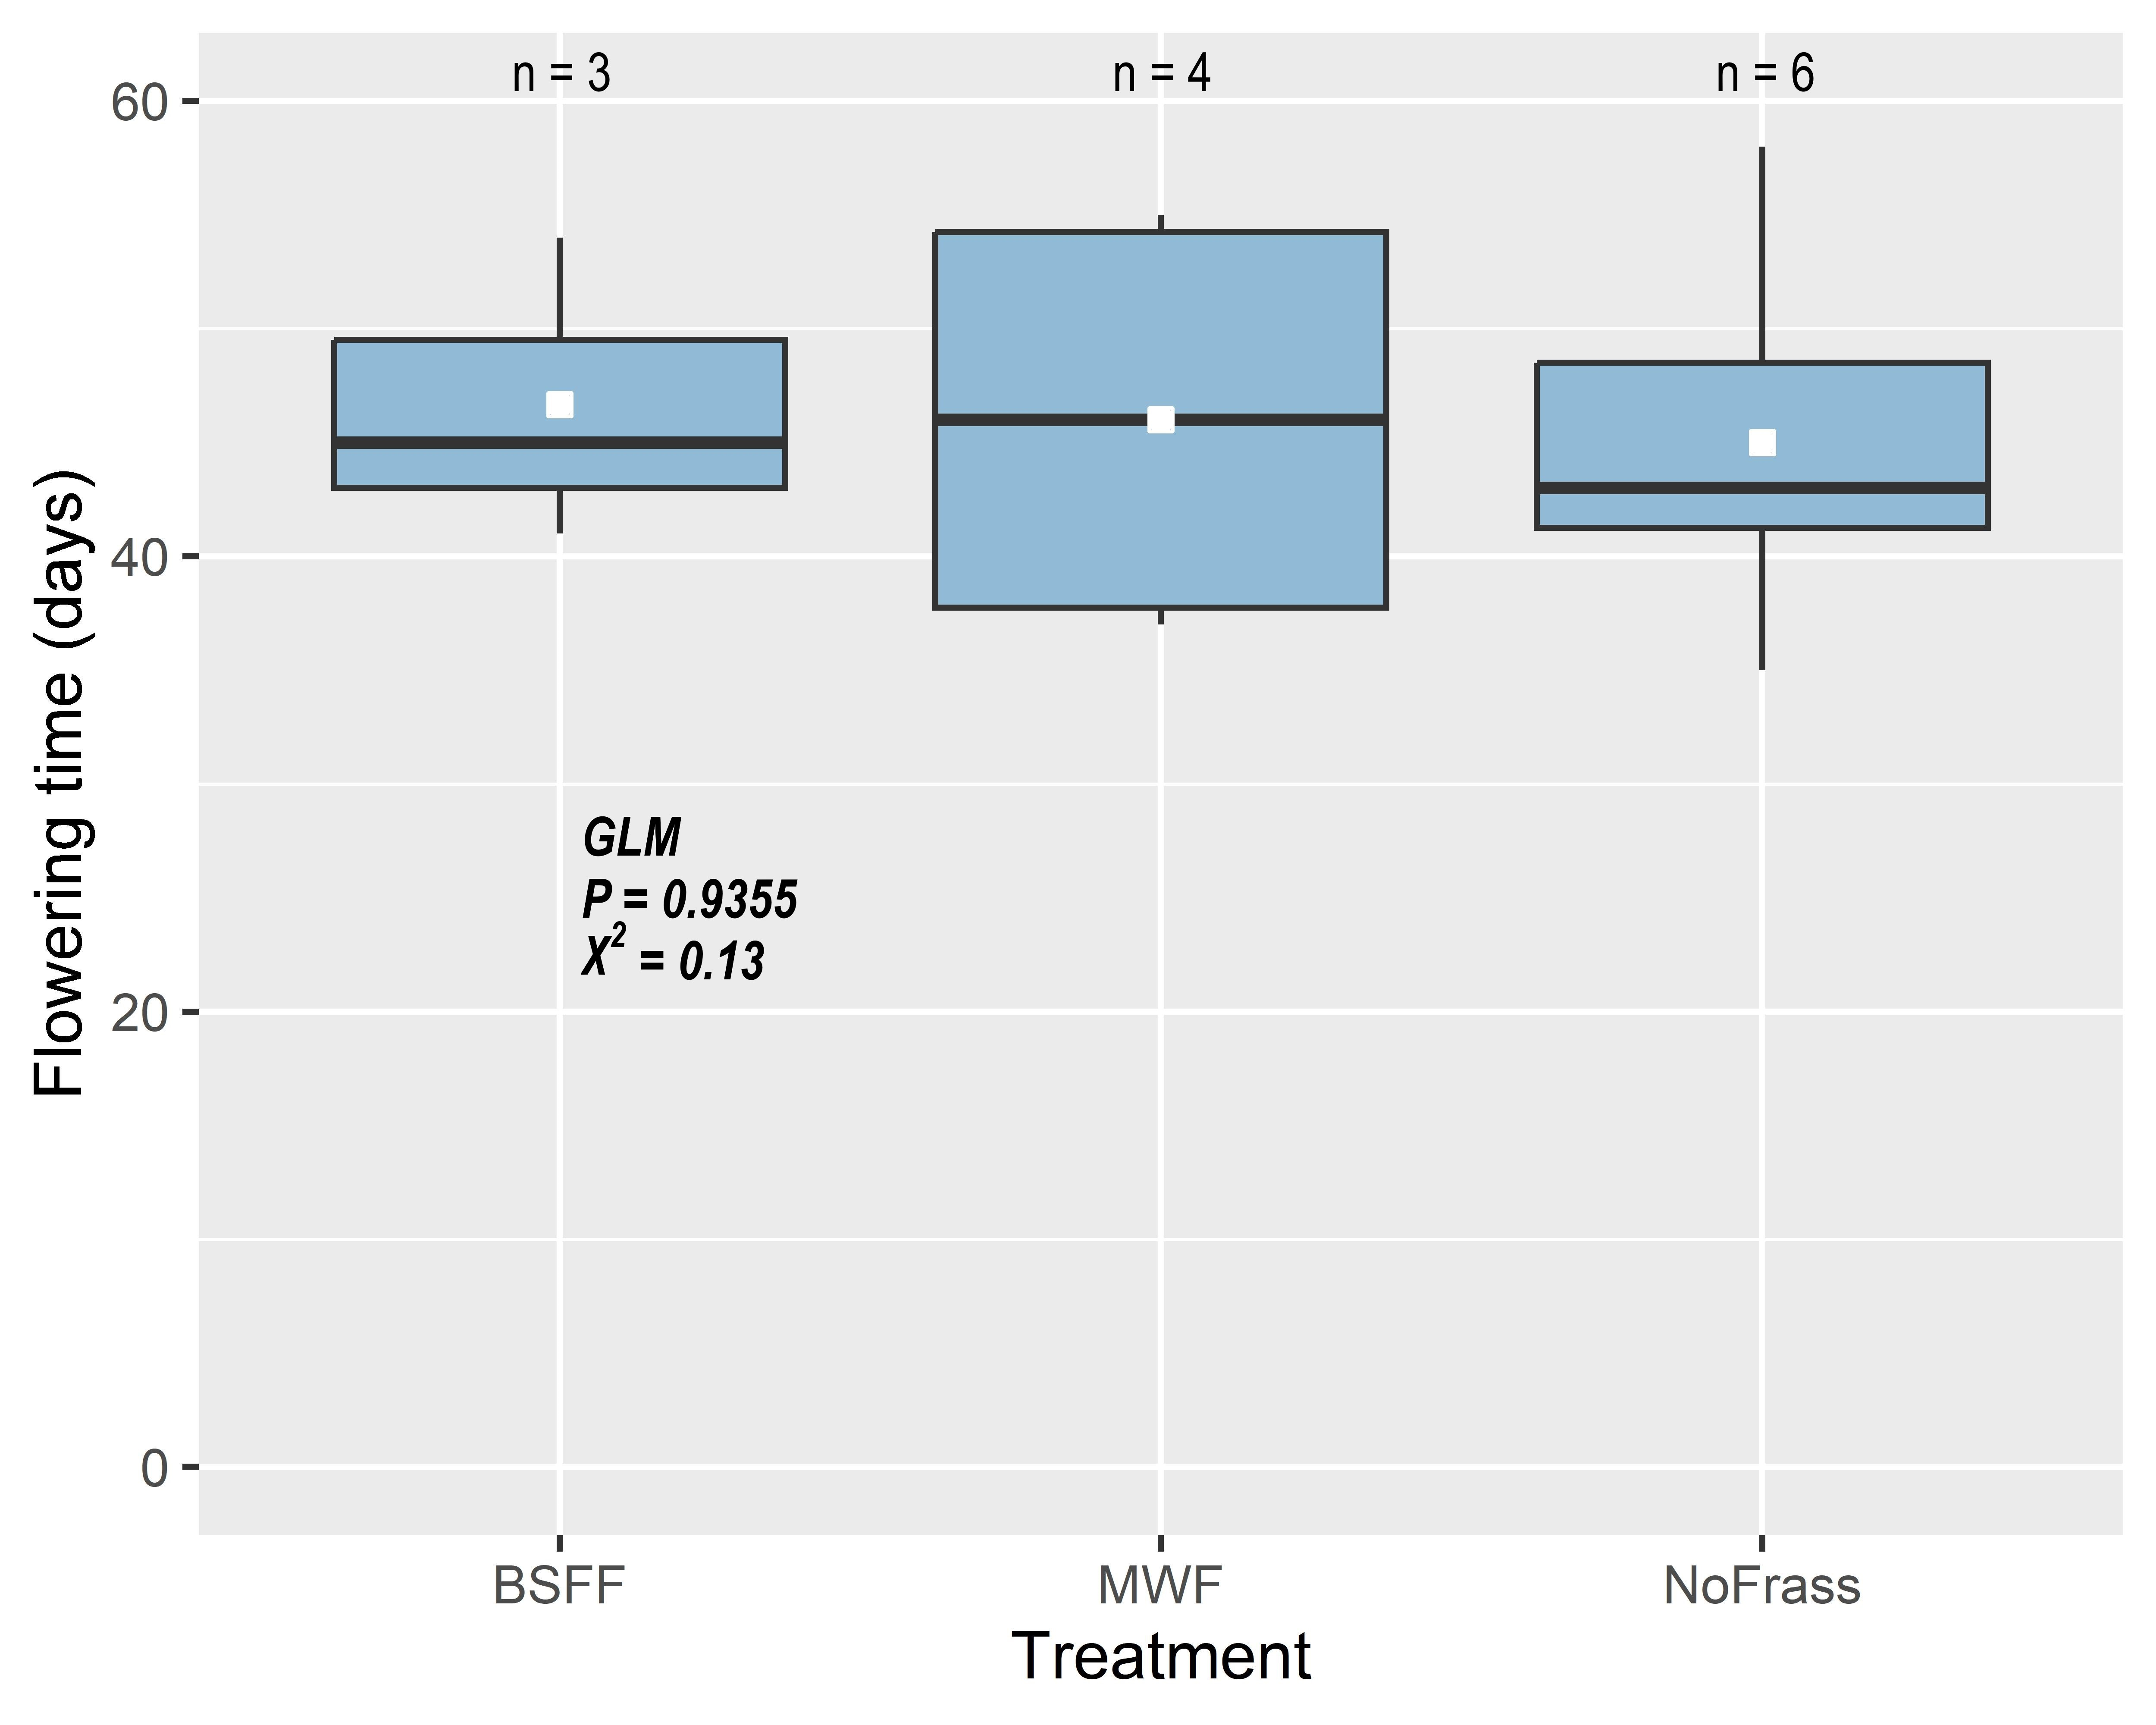 n = 3
n = 4
n = 6
60
40
20
0
Flowering time (days)
GLM
P = 0.9355
X² = 0.13
BSFF
MWF
NoFrass
Treatment